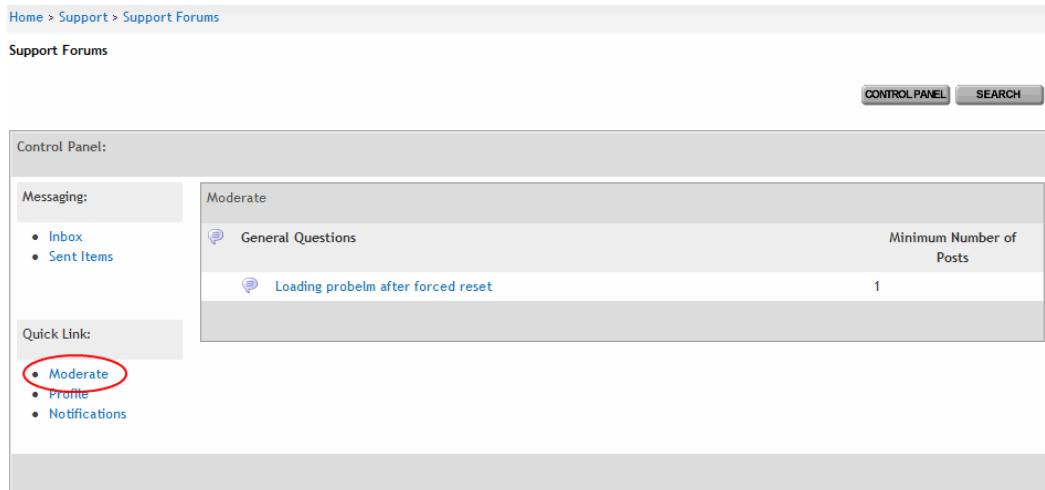 Home > Support > Support Forums
Support Forums
CONTROL PANEL
SEARCH
Control Panel:
Messaging:
• Inbox
• Sent Items
Quick Link:
• Moderate
• Profile
• Notifications
Moderate
General Questions
Minimum Number of
Posts
Loading probelm after forced reset
1